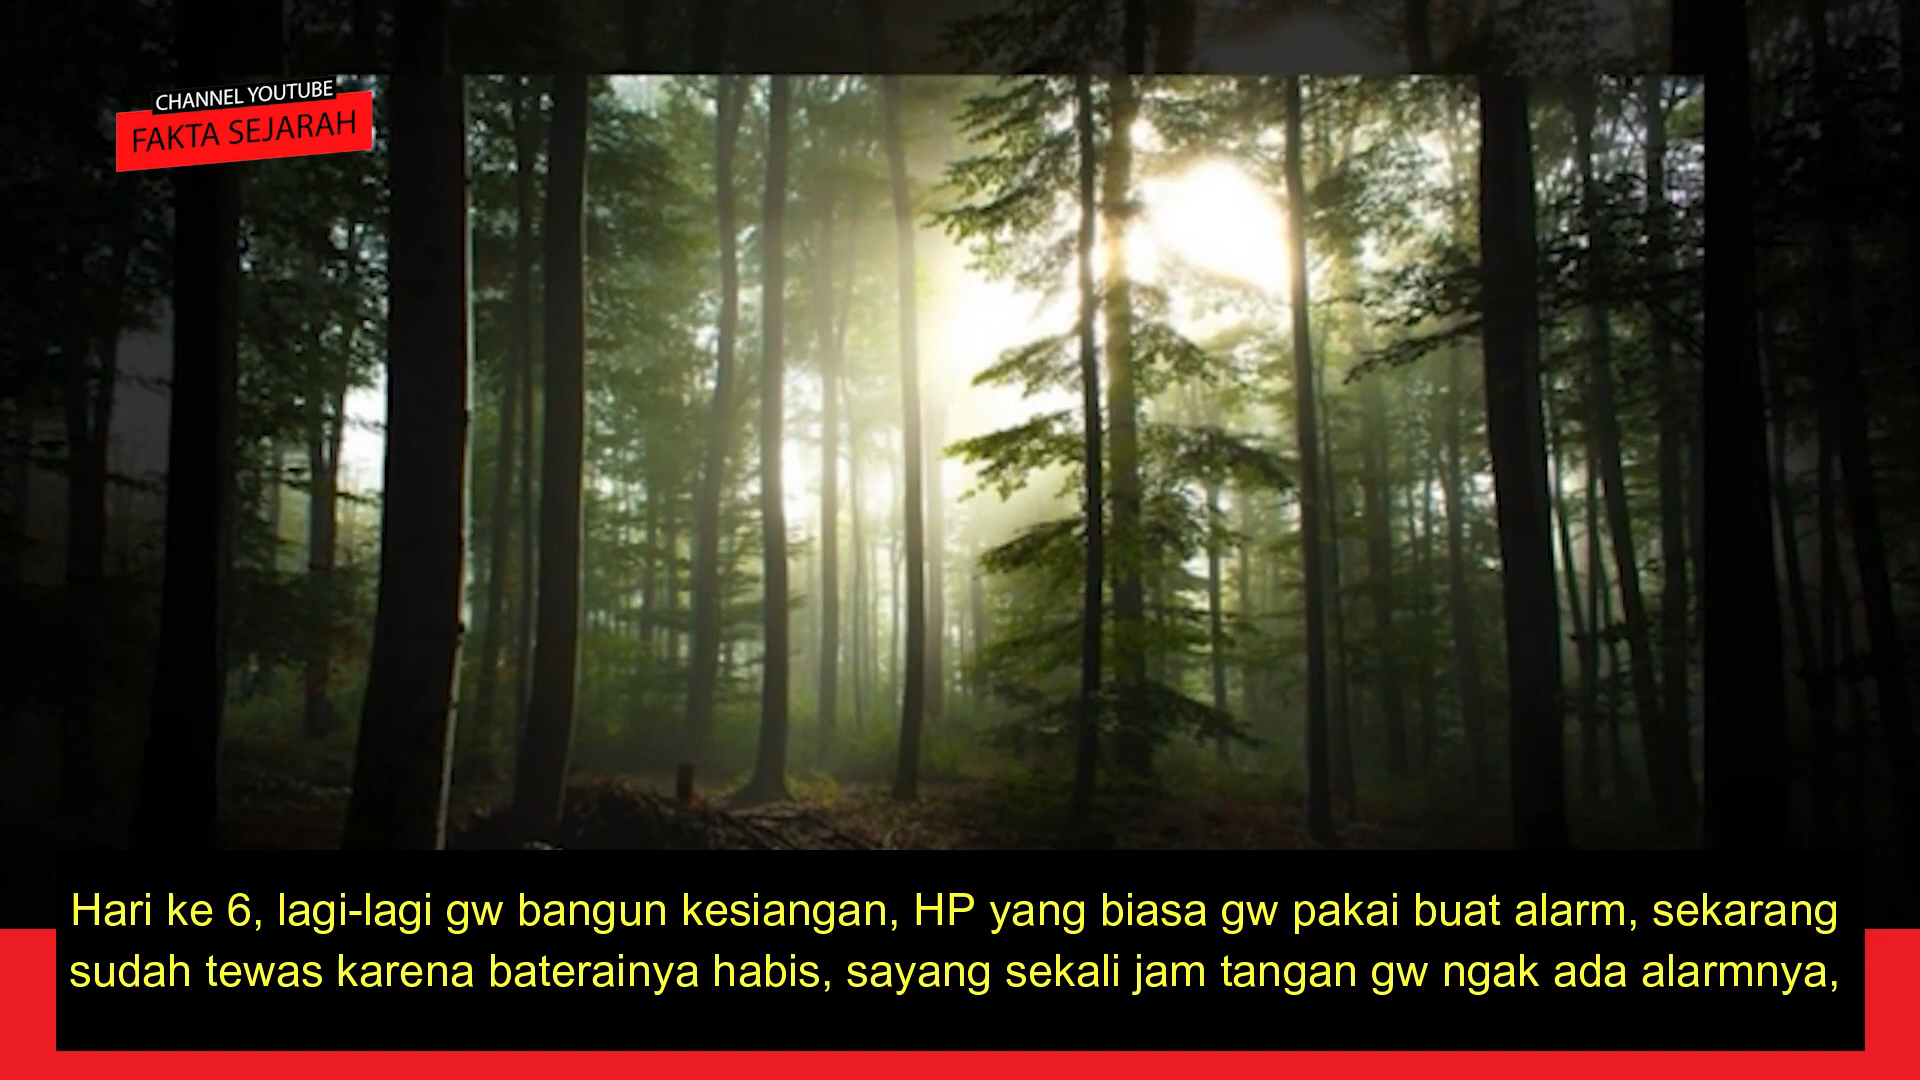 CHANNEL YOUTUBE
FAKTA SEJARAH
Hari ke 6, lagi-lagi gw bangun kesiangan, HP yang biasa gw pakai buat alarm, sekarang
sudah tewas karena baterainya habis, sayang sekali jam tangan gw ngak ada alarmnya,